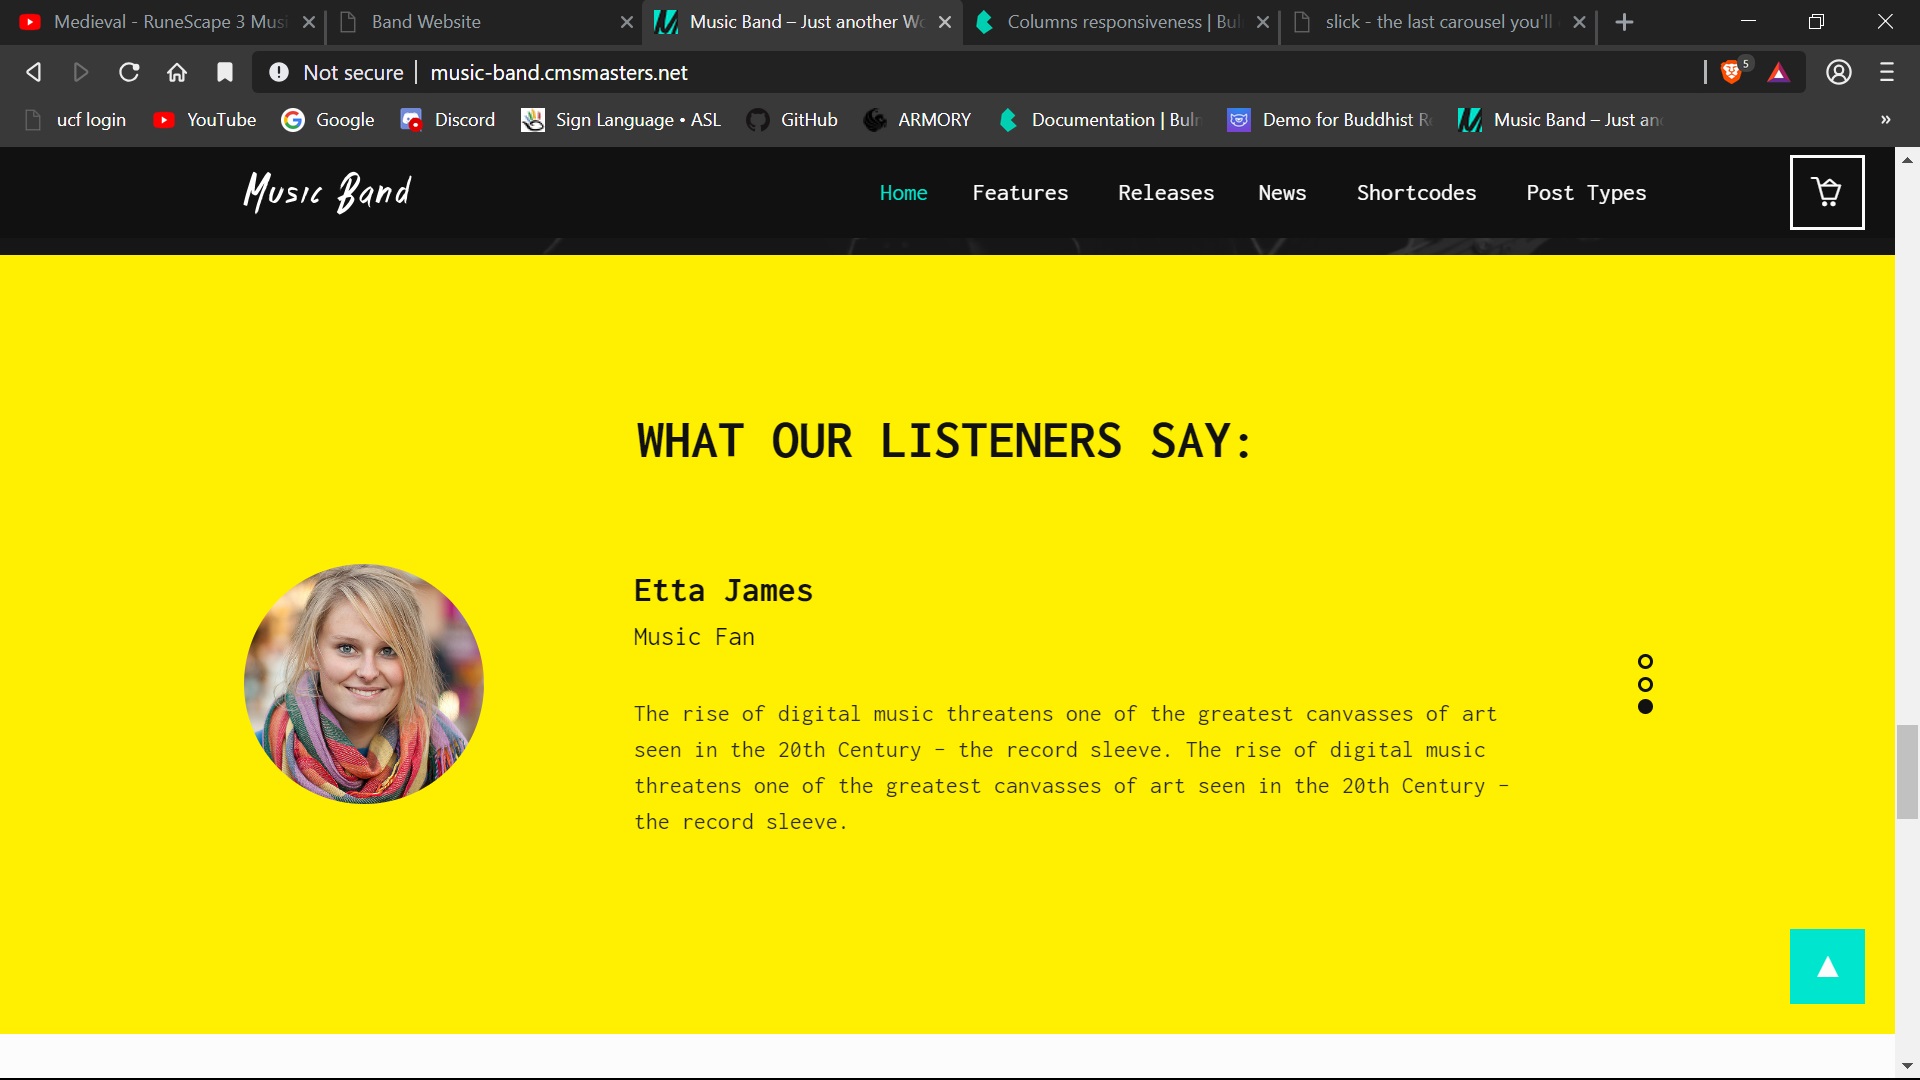 Medieval - RuneScape 3 Musi
Band Website
Music Band – Just another Wo
Columns responsiveness | Bul
slick - the last carousel you'll
Not secure
music-band.cmsmasters.net
5
ucf login
YouTube
Google
Discord
Sign Language • ASL
GitHub
ARMORY
Documentation | Bulm
Demo for Buddhist Re
Music Band – Just ano
»
Music Band
Home
Features
Releases
News
Shortcodes
Post Types
WHAT OUR LISTENERS SAY:
Etta James
Music Fan
The rise of digital music threatens one of the greatest canvasses of art
seen in the 20th Century – the record sleeve. The rise of digital music
threatens one of the greatest canvasses of art seen in the 20th Century –
the record sleeve.